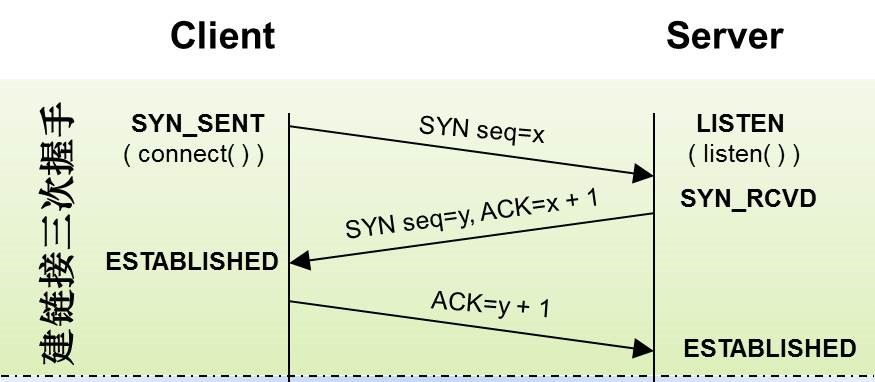 Client
Server
建链接三次握手
SYN_SENT
( connect( ) )
SYN seq=x
LISTEN
( listen( ) )
SYN_RCVD
SYN seq=y, ACK=x + 1
ESTABLISHED
ACK=y + 1
ESTABLISHED